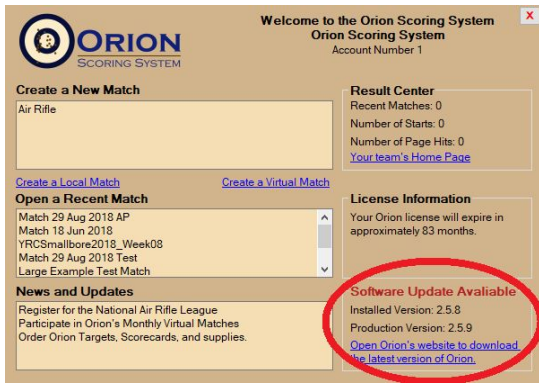 ORION
SCORING SYSTEM
Welcome to the Orion Scoring System
Orion Scoring System
Account Number 1
X
Create a New Match
Air Rifle
Create a Local Match
Create a Virtual Match
Open a Recent Match
Match 29 Aug 2018 AP
Match 18 Jun 2018
YRCSmallbore2018_Week08
Match 29 Aug 2018 Test
Large Example Test Match
News and Updates
Register for the National Air Rifle League
Participate in Orion's Monthly Virtual Matches
Order Orion Targets, Scorecards, and supplies.
Result Center
Recent Matches: 0
Number of Starts: 0
Number of Page Hits: 0
Your team's Home Page
License Information
Your Orion license will expire in
approximately 83 months.
Software Update Avaliable
Installed Version: 2.5.8
Production Version: 2.5.9
Open Orion's website to download
the latest version of Orion.